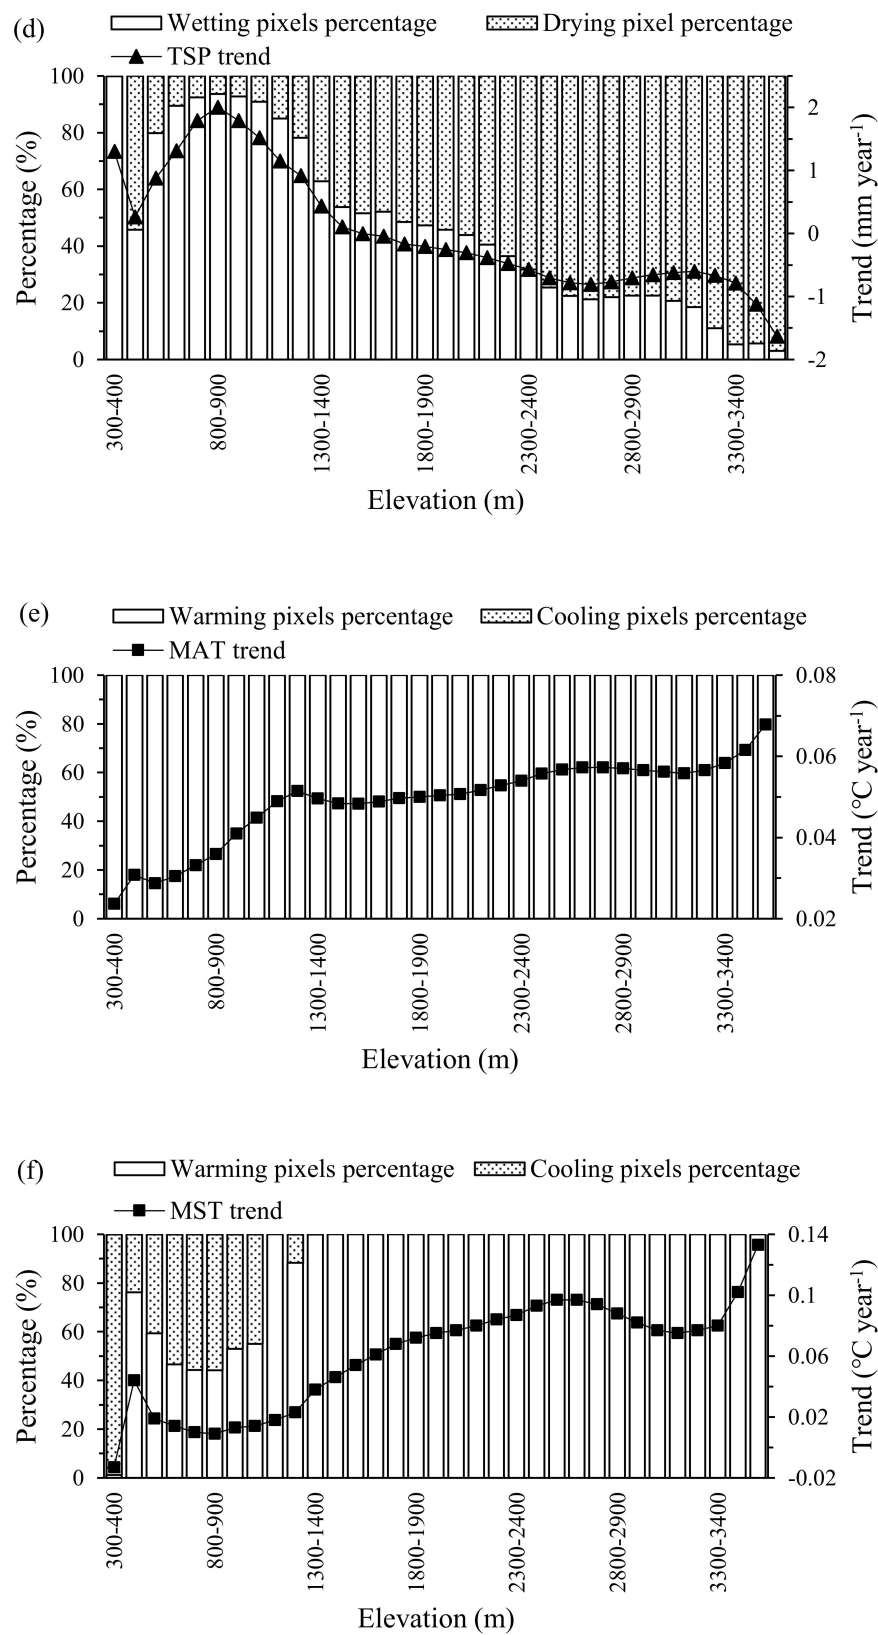 (d)
Wetting pixels percentage Drying pixel percentage
TSP trend
100
80
60
40
20
0
Percentage (%)
2
1
0
-1
-2
Trend (mm year-1)
300-400 800-900 1300-1400 1800-1900 2300-2400 2800-2900 3300-3400
Elevation (m)
(e)
Warming pixels percentage Cooling pixels percentage
MAT trend
100
80
60
40
20
0
Percentage (%)
0.08
0.06
0.04
0.02
Trend (°C year-1)
300-400 800-900 1300-1400 1800-1900 2300-2400 2800-2900 3300-3400
Elevation (m)
(f)
Warming pixels percentage Cooling pixels percentage
MST trend
100
80
60
40
20
0
Percentage (%)
0.14
0.1
0.06
0.02
-0.02
Trend (°C year-1)
300-400 800-900 1300-1400 1800-1900 2300-2400 2800-2900 3300-3400
Elevation (m)